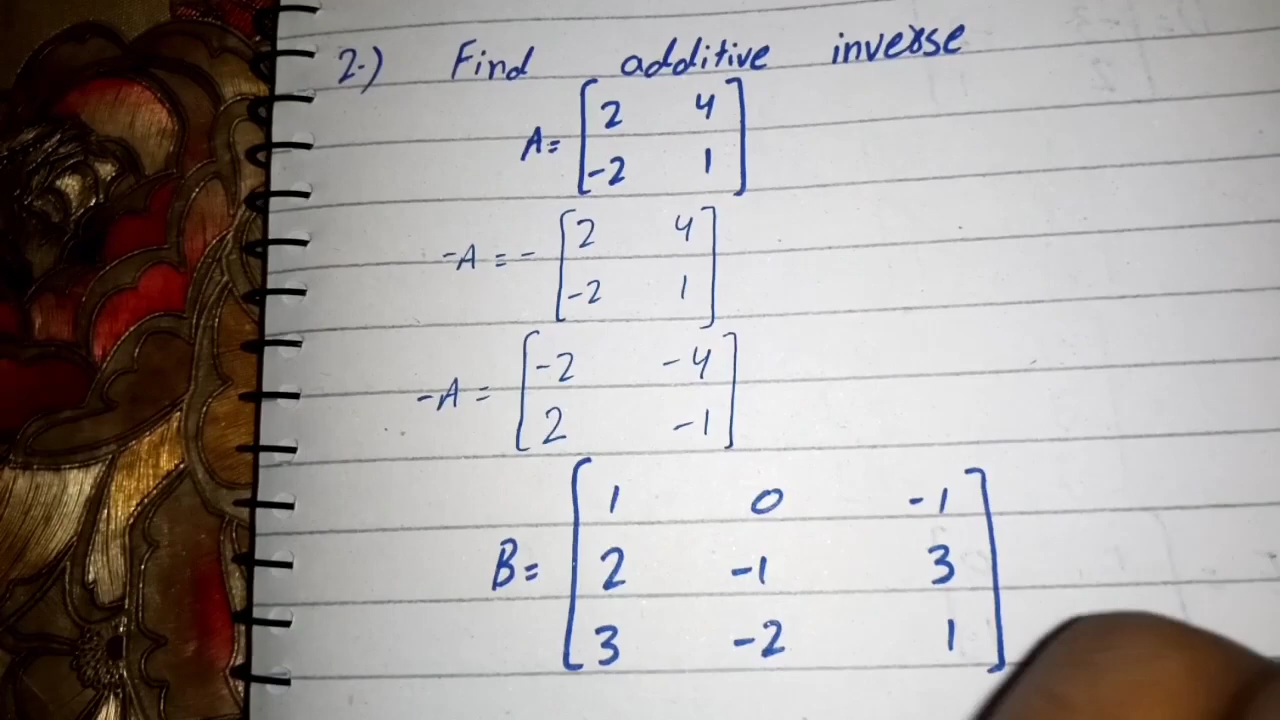 2.) Find additive inverse
A= [2 4
-2 1]
-A = - [2 4
-2 1]
-A = [-2 -4
2 -1]
B= [1 0 -1
2 -1 3
3 -2 1]